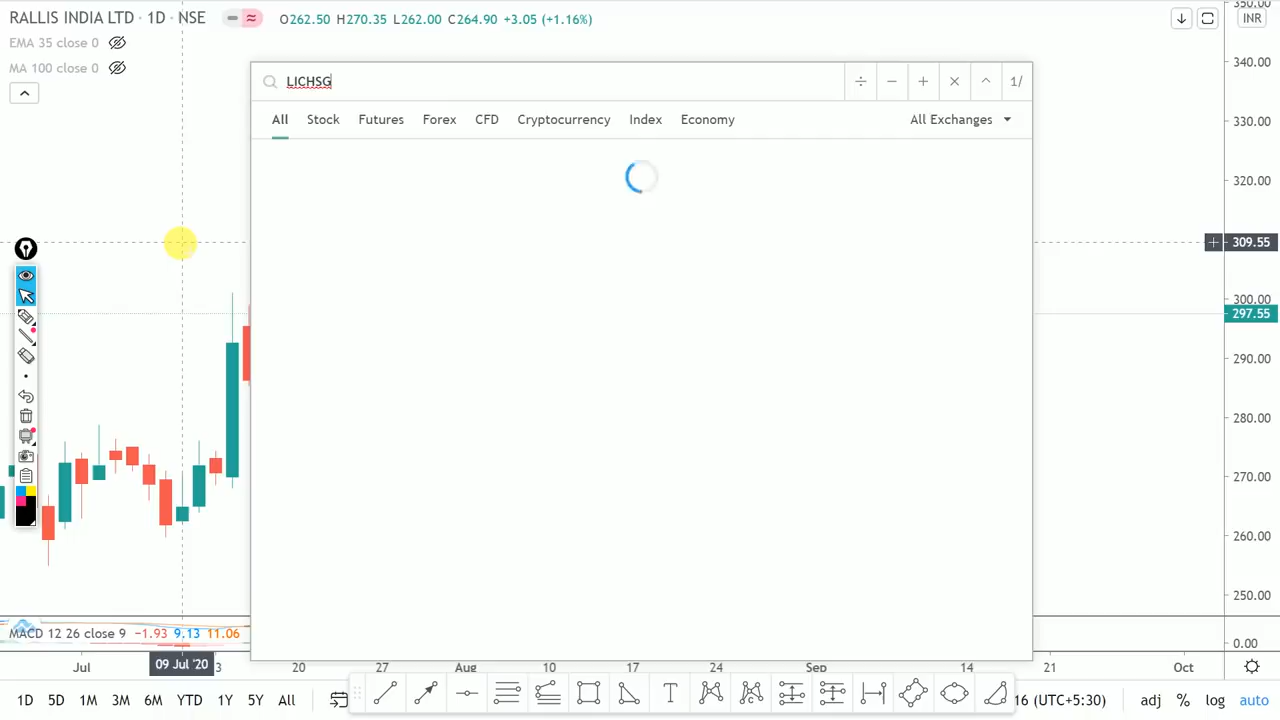 RALLIS INDIA LTD · 1D · NSE O262.50 H270.35 L262.00 C264.90 +3.05 (+1.16%)
EMA 35 close 0
MA 100 close 0
LICHSG ÷ − + × ^ 1/
All Stock Futures Forex CFD Cryptocurrency Index Economy All Exchanges
INR
350.00
340.00
330.00
320.00
309.55
300.00
297.55
290.00
280.00
270.00
260.00
250.00
MACD 12 26 close 9 −1.93 9.13 11.06
0.00
Jul 09 Jul '20 3 20 27 Aug 10 17 24 Sep 14 21 Oct
1D 5D 1M 3M 6M YTD 1Y 5Y All T C 16 (UTC+5:30) adj % log auto